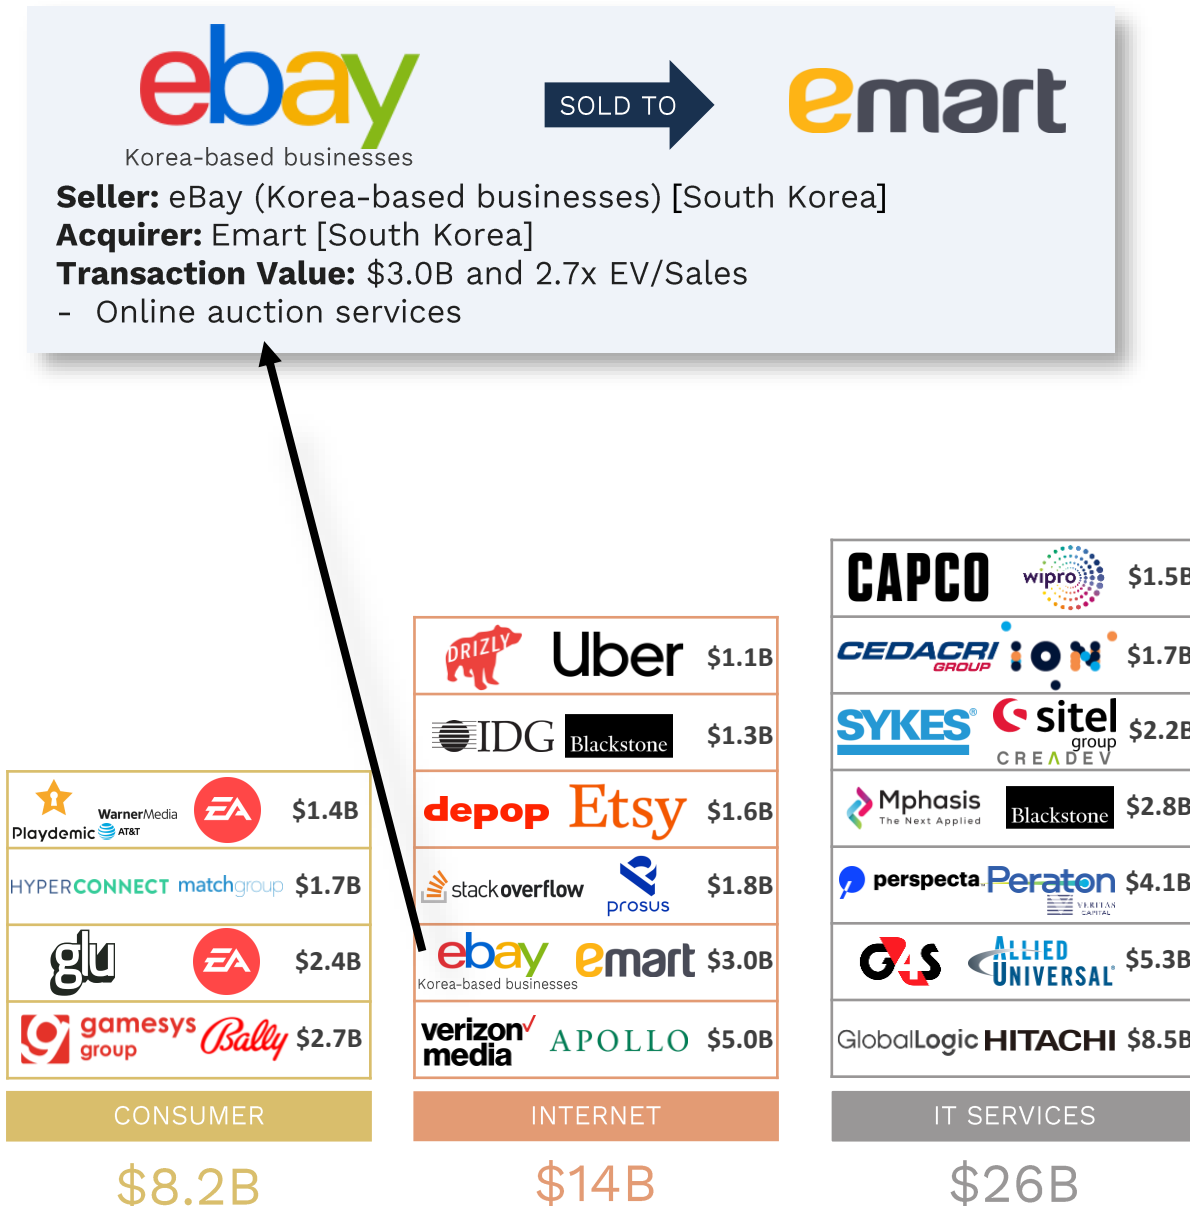 ebay
Korea-based businesses
SOLD TO
emart
Seller: eBay (Korea-based businesses) [South Korea]
Acquirer: Emart [South Korea]
Transaction Value: $3.0B and 2.7x EV/Sales
- Online auction services
Playdemic WarnerMedia AT&T EA $1.4B
HYPERCONNECT matchgroup $1.7B
glu EA $2.4B
gamesys group Bally $2.7B
CONSUMER
$8.2B
DRIZLY Uber $1.1B
IDG Blackstone $1.3B
depop Etsy $1.6B
stackoverflow prosus $1.8B
ebay Korea-based businesses emart $3.0B
verizon media APOLLO $5.0B
INTERNET
$14B
CAPCO wipro $1.5B
CEDACRI GROUP ION $1.7B
SYKES® sitel group CREADEV $2.2B
Mphasis The Next Applied Blackstone $2.8B
perspecta. Peraton VERITAS CAPITAL $4.1B
G4S ALLIED UNIVERSAL® $5.3B
GlobalLogic HITACHI $8.5B
IT SERVICES
$26B